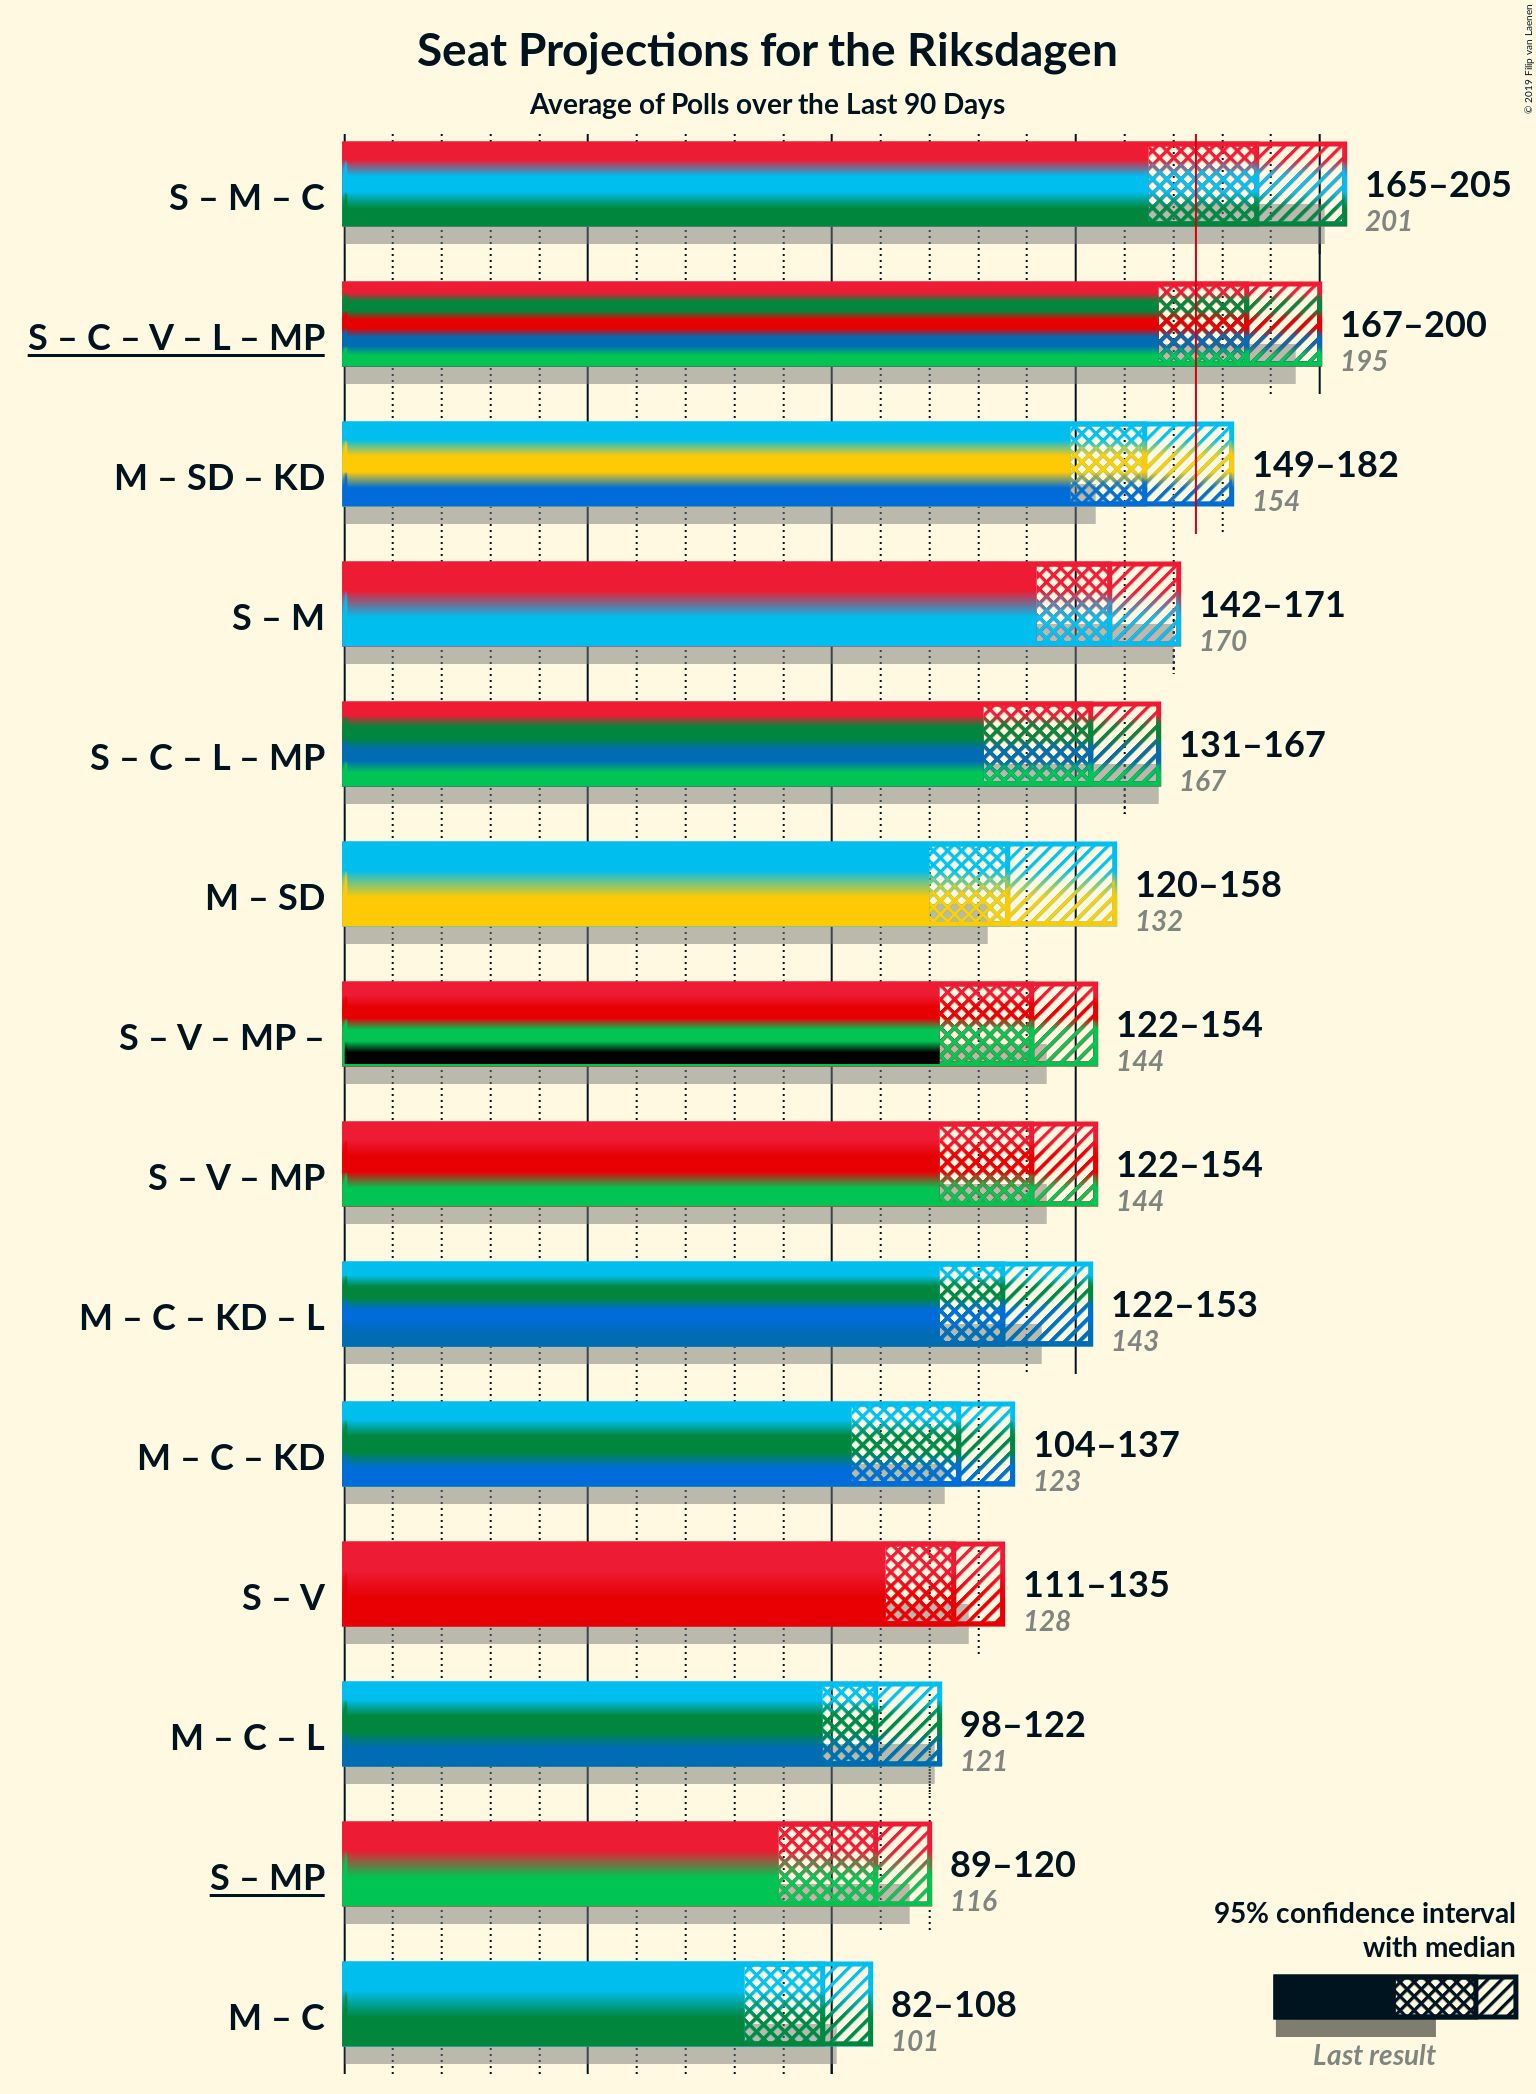 Seat Projections for the Riksdagen
Average of Polls over the Last 90 Days
© 2019 Filip van Laenen
S – M – C
165–205
201
S – C – V – L – MP
167–200
195
M – SD – KD
149–182
154
S – M
142–171
170
S – C – L – MP
131–167
167
M – SD
120–158
132
S – V – MP –
122–154
144
S – V – MP
122–154
144
M – C – KD – L
122–153
143
M – C – KD
104–137
123
S – V
111–135
128
M – C – L
98–122
121
S – MP
89–120
116
M – C
82–108
101
95% confidence interval
with median
Last result